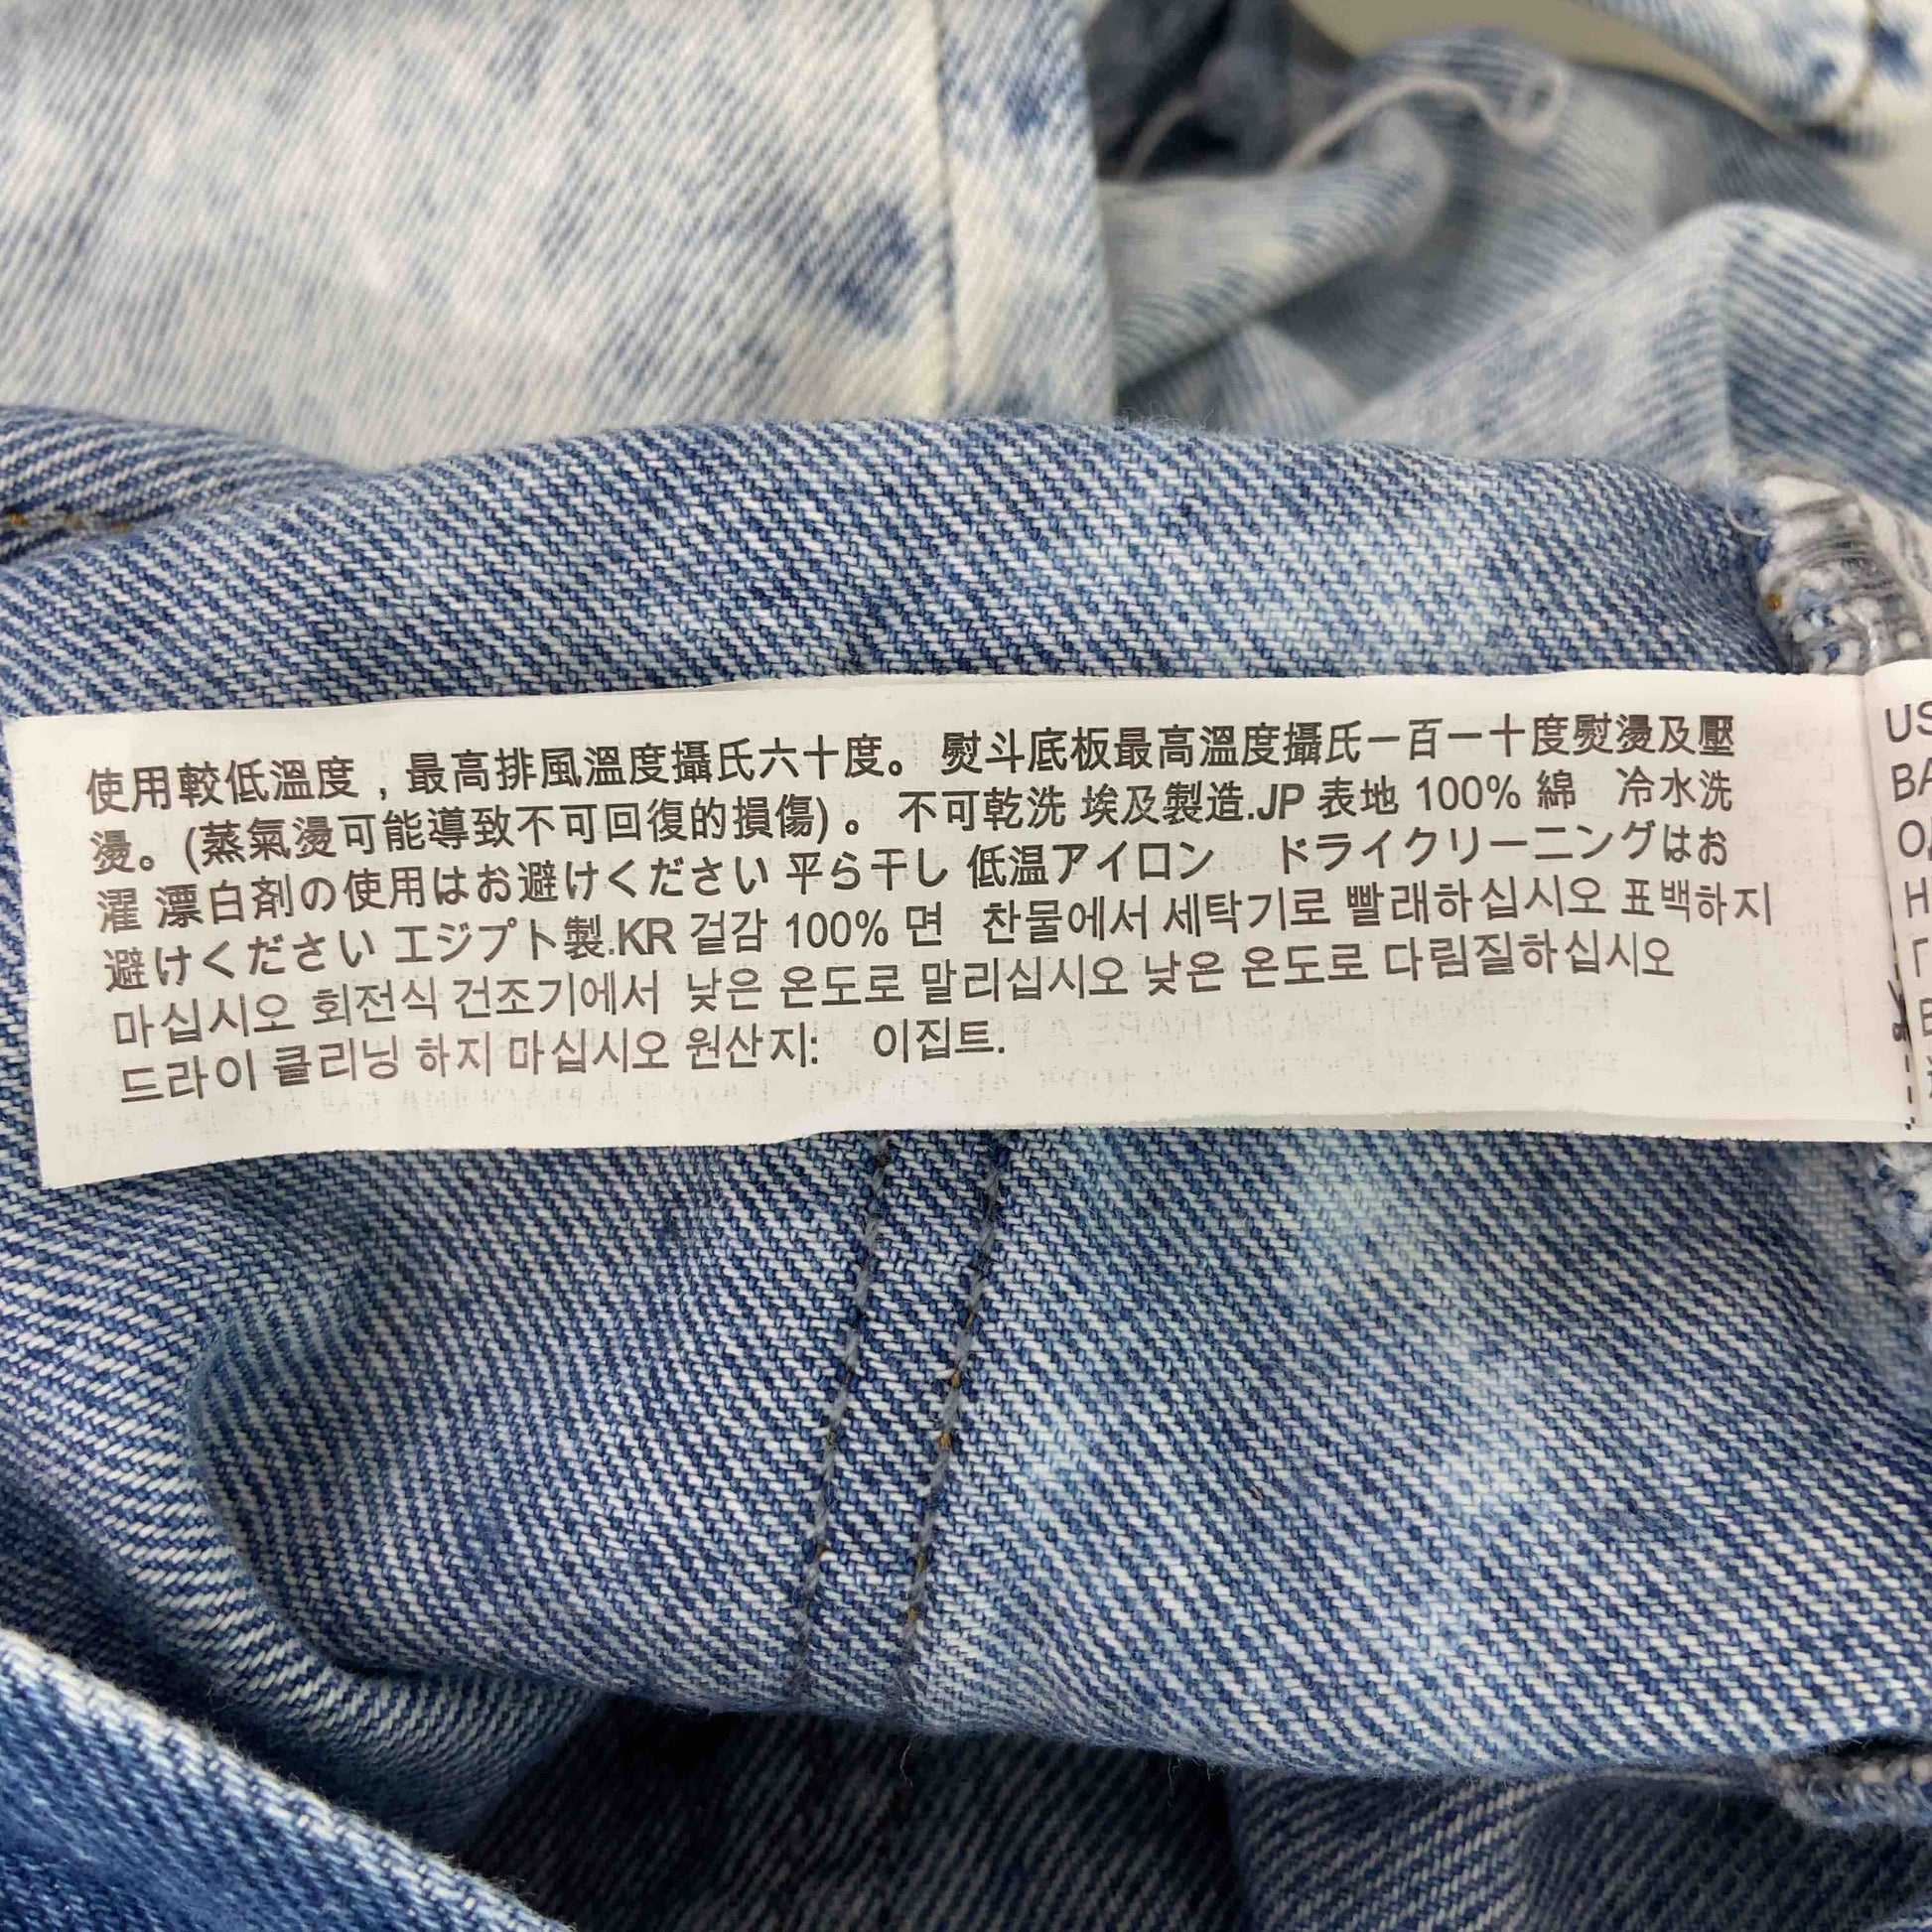 使用較低溫度，最高排風溫度攝氏六十度。 熨斗底板最高溫度攝氏一百一十度熨燙及壓
燙。(蒸氣燙可能導致不可回復的損傷) 。 不可乾洗 埃及製造.JP 表地 100% 綿 冷水洗
濯 漂白剤の使用はお避けください 平ら干し 低温アイロン ドライクリーニングはお
避けください エジプト製.KR 겉감 100% 면 찬물에서 세탁기로 빨래하십시오 표백하지
마십시오 회전식 건조기에서 낮은 온도로 말리십시오 낮은 온도로 다림질하십시오
드라이 클리닝 하지 마십시오 원산지: 이집트.
US
BA